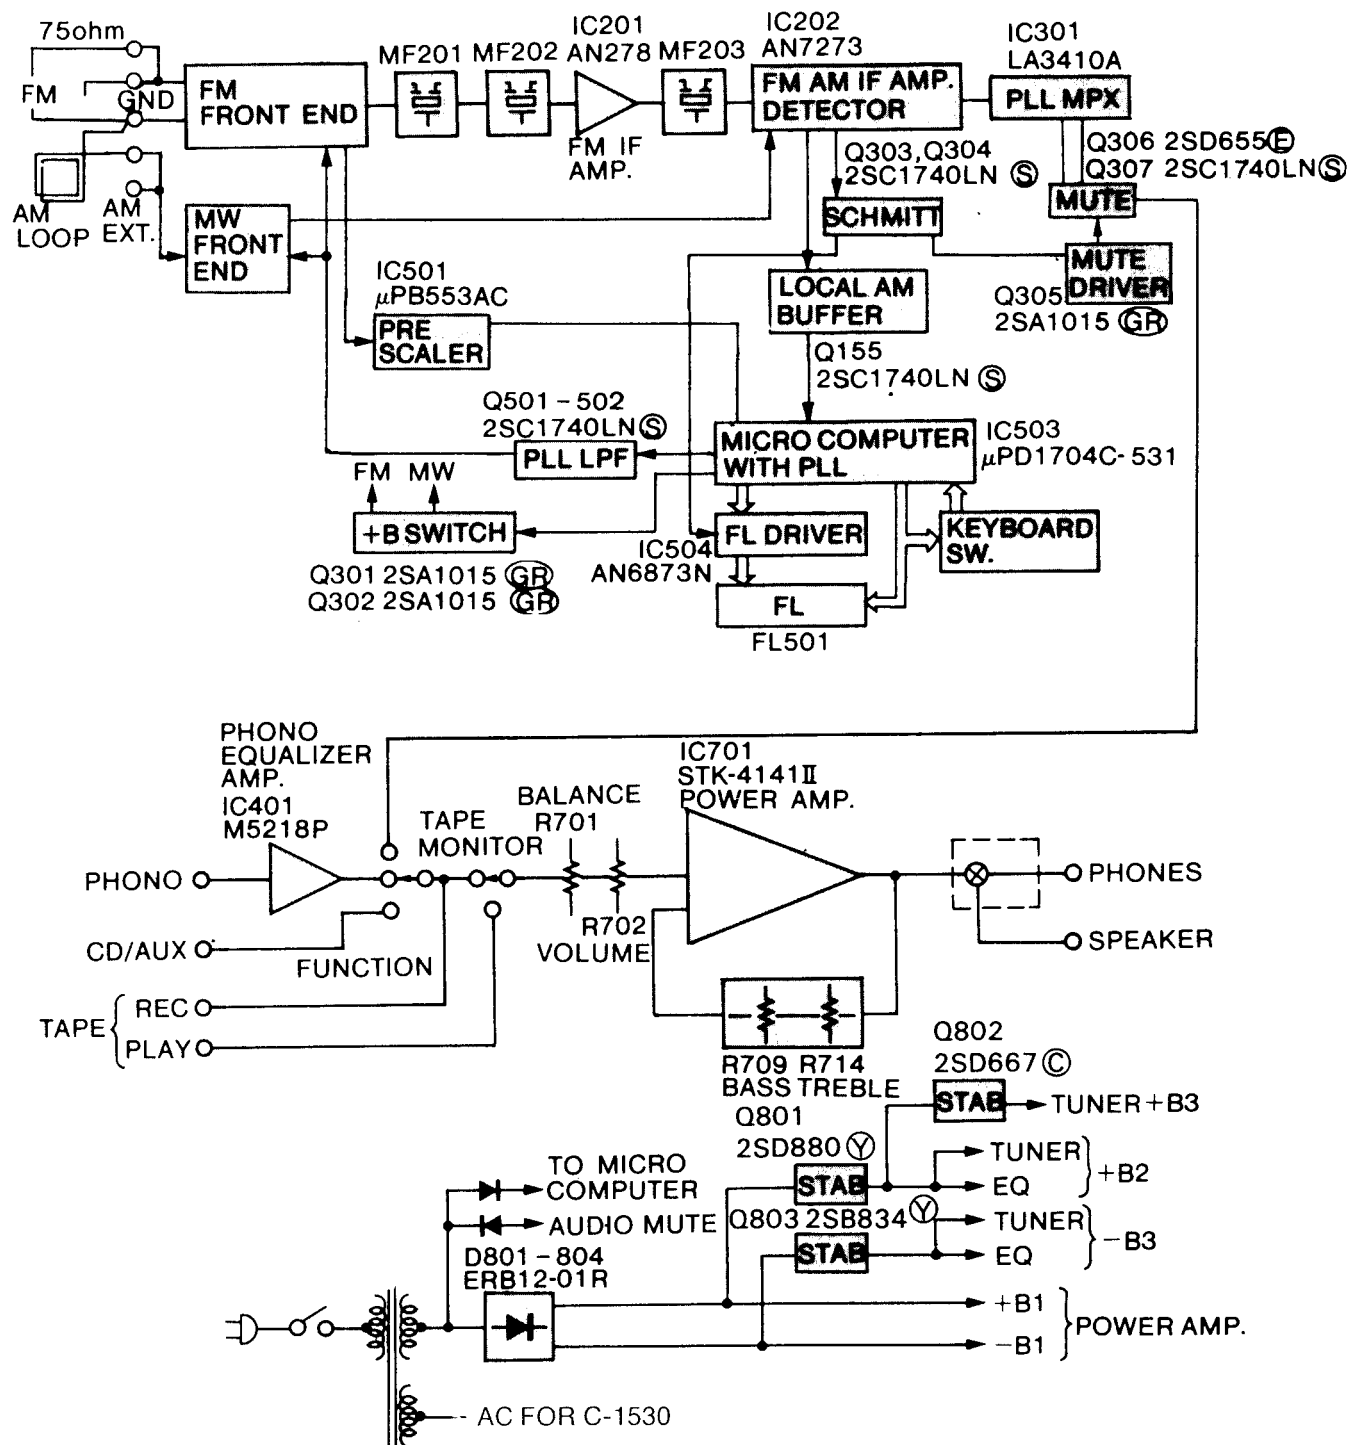 75ohm
FM
GND
AM
LOOP
AM
EXT.
FM
FRONT END
MF201
MF202
IC201
AN278
FM IF
AMP.
MF203
IC202
AN7273
FM AM IF AMP.
DETECTOR
IC301
LA3410A
PLL MPX
Q306 2SD655 E
Q307 2SC1740LN S
MUTE
Q303,Q304
2SC1740LN S
SCHMITT
MW
FRONT
END
MUTE
DRIVER
Q305
2SA1015 GR
IC501
μPB553AC
PRE
SCALER
LOCAL AM
BUFFER
Q155
2SC1740LN S
Q501-502
2SC1740LN S
PLL LPF
MICRO COMPUTER
WITH PLL
IC503
μPD1704C-531
FM MW
+B SWITCH
Q301 2SA1015 GR
Q302 2SA1015 GR
FL DRIVER
IC504
AN6873N
KEYBOARD
SW.
FL
FL501
PHONO
EQUALIZER
AMP.
IC401
M5218P
TAPE
MONITOR
BALANCE
R701
IC701
STK-4141II
POWER AMP.
PHONO
R702
VOLUME
PHONES
SPEAKER
CD/AUX
FUNCTION
TAPE
REC
PLAY
R709 R714
BASS TREBLE
Q802
2SD667 C
STAB
TUNER+B3
Q801
2SD880 Y
STAB
TUNER
EQ
+B2
Q803 2SB834 Y
STAB
TUNER
EQ
-B3
TO MICRO
COMPUTER
AUDIO MUTE
D801-804
ERB12-01R
+B1
-B1
POWER AMP.
AC FOR C-1530